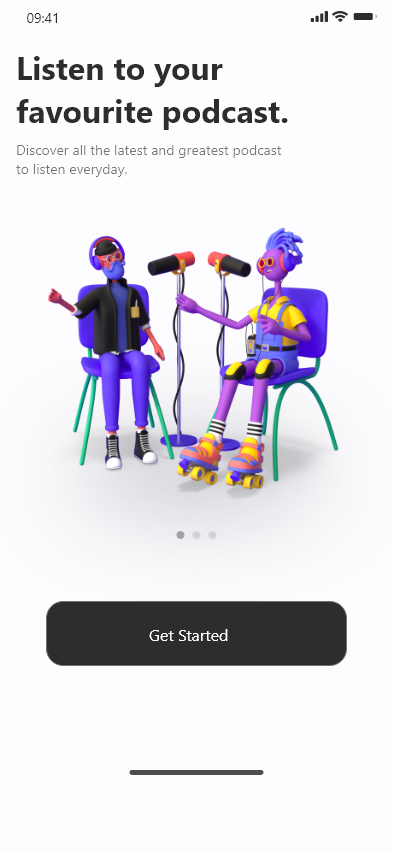 09:41
Listen to your
favourite podcast.
Discover all the latest and greatest podcast
to listen everyday.
Get Started